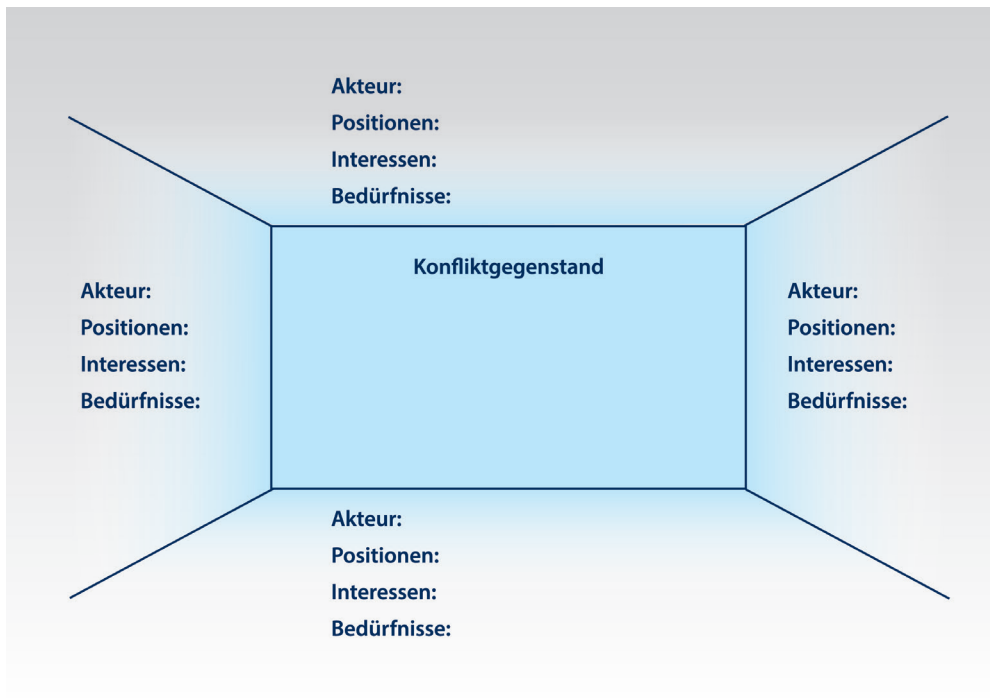 Akteur:
Positionen:
Interessen:
Bedürfnisse:
Konfliktgegenstand
Akteur:
Positionen:
Interessen:
Bedürfnisse:
Akteur:
Positionen:
Interessen:
Bedürfnisse:
Akteur:
Positionen:
Interessen:
Bedürfnisse: